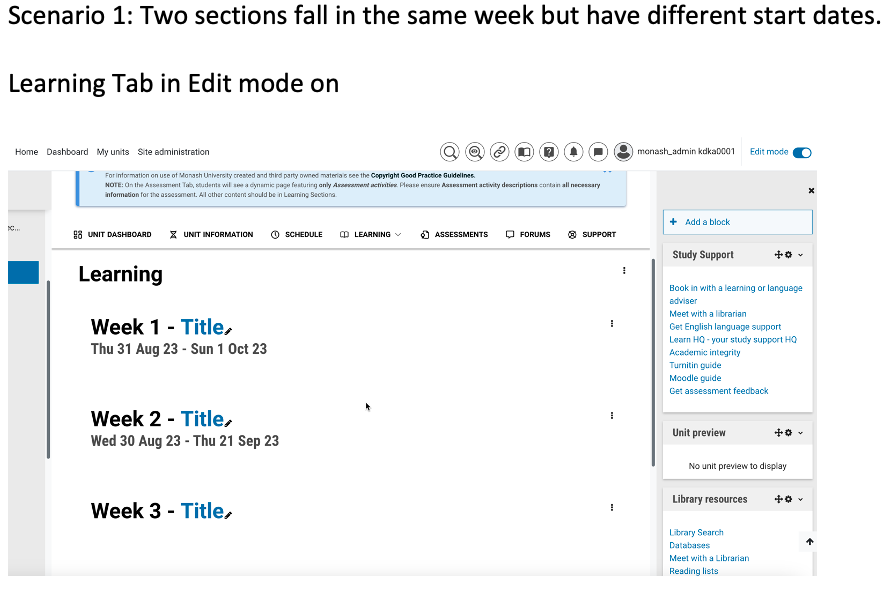 Scenario 1: Two sections fall in the same week but have different start dates.
Learning Tab in Edit mode on
Home Dashboard My units Site administration
monash_admin kdka0001 Edit mode
For information on use of Monash University created and third party owned materials see the Copyright Good Practice Guidelines.
NOTE: On the Assessment Tab, students will see a dynamic page featuring only Assessment activities. Please ensure Assessment activity descriptions contain all necessary
information for the assessment. All other content should be in Learning Sections.
ec...
UNIT DASHBOARD UNIT INFORMATION SCHEDULE LEARNING ASSESSMENTS FORUMS SUPPORT
Learning
Week 1 - Title
Thu 31 Aug 23 - Sun 1 Oct 23
Week 2 - Title
Wed 30 Aug 23 - Thu 21 Sep 23
Week 3 - Title
+ Add a block
Study Support
Book in with a learning or language
adviser
Meet with a librarian
Get English language support
Learn HQ - your study support HQ
Academic integrity
Turnitin guide
Moodle guide
Get assessment feedback
Unit preview
No unit preview to display
Library resources
Library Search
Databases
Meet with a Librarian
Reading lists